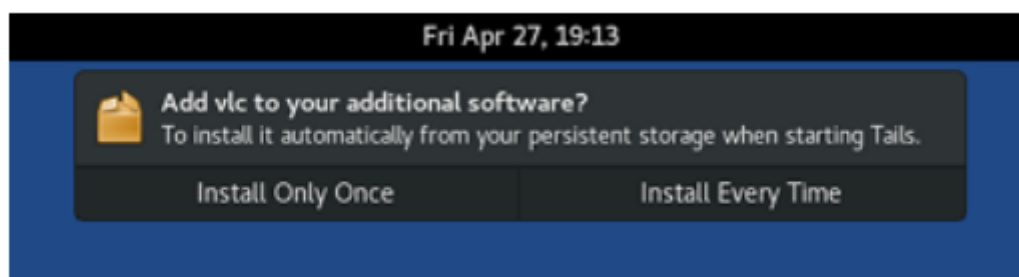 Fri Apr 27, 19:13
Add vlc to your additional software?
To install it automatically from your persistent storage when starting Tails.
Install Only Once
Install Every Time